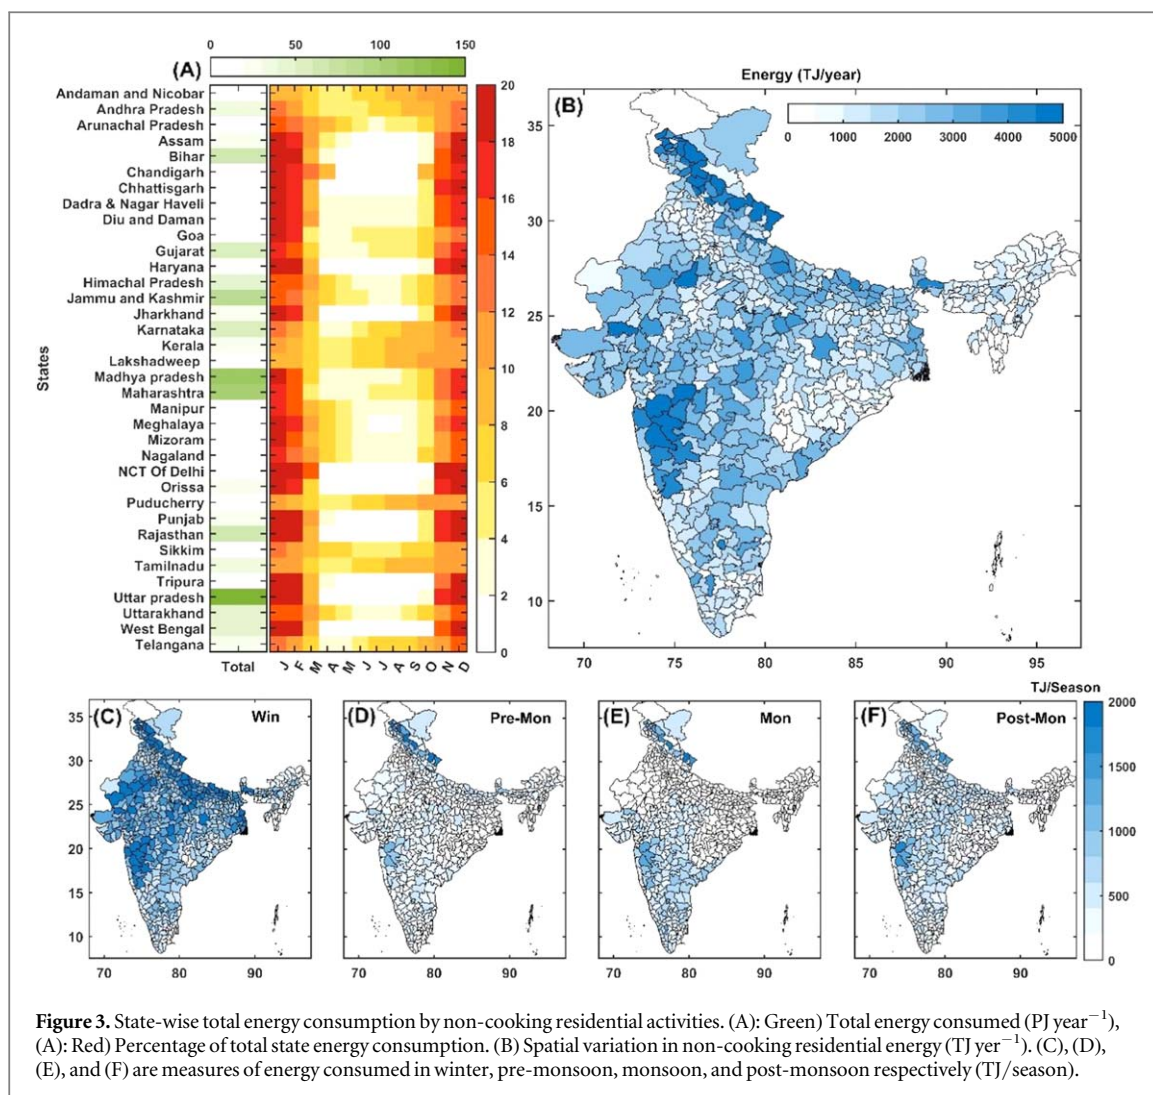 0 50 100 150
(A)
Andaman and Nicobar
Andhra Pradesh
Arunachal Pradesh
Assam
Bihar
Chandigarh
Chhattisgarh
Dadra & Nagar Haveli
Diu and Daman
Goa
Gujarat
Haryana
Himachal Pradesh
Jammu and Kashmir
Jharkhand
Karnataka
Kerala
Lakshadweep
Madhya pradesh
Maharashtra
Manipur
Meghalaya
Mizoram
Nagaland
NCT Of Delhi
Orissa
Puducherry
Punjab
Rajasthan
Sikkim
Tamilnadu
Tripura
Uttar pradesh
Uttarakhand
West Bengal
Telangana
States
Total
J F M A M J J A S O N D
20
18
16
14
12
10
8
6
4
2
0
Energy (TJ/year)
(B)
0 1000 2000 3000 4000 5000
35
30
25
20
15
10
70 75 80 85 90 95
(C) Win
35
30
25
20
15
10
70 80 90
(D) Pre-Mon
70 80 90
(E) Mon
70 80 90
(F) Post-Mon
70 80 90
TJ/Season
2000
1500
1000
500
0
Figure 3. State-wise total energy consumption by non-cooking residential activities. (A): Green) Total energy consumed (PJ year−1),
(A): Red) Percentage of total state energy consumption. (B) Spatial variation in non-cooking residential energy (TJ yer−1). (C), (D),
(E), and (F) are measures of energy consumed in winter, pre-monsoon, monsoon, and post-monsoon respectively (TJ/season).